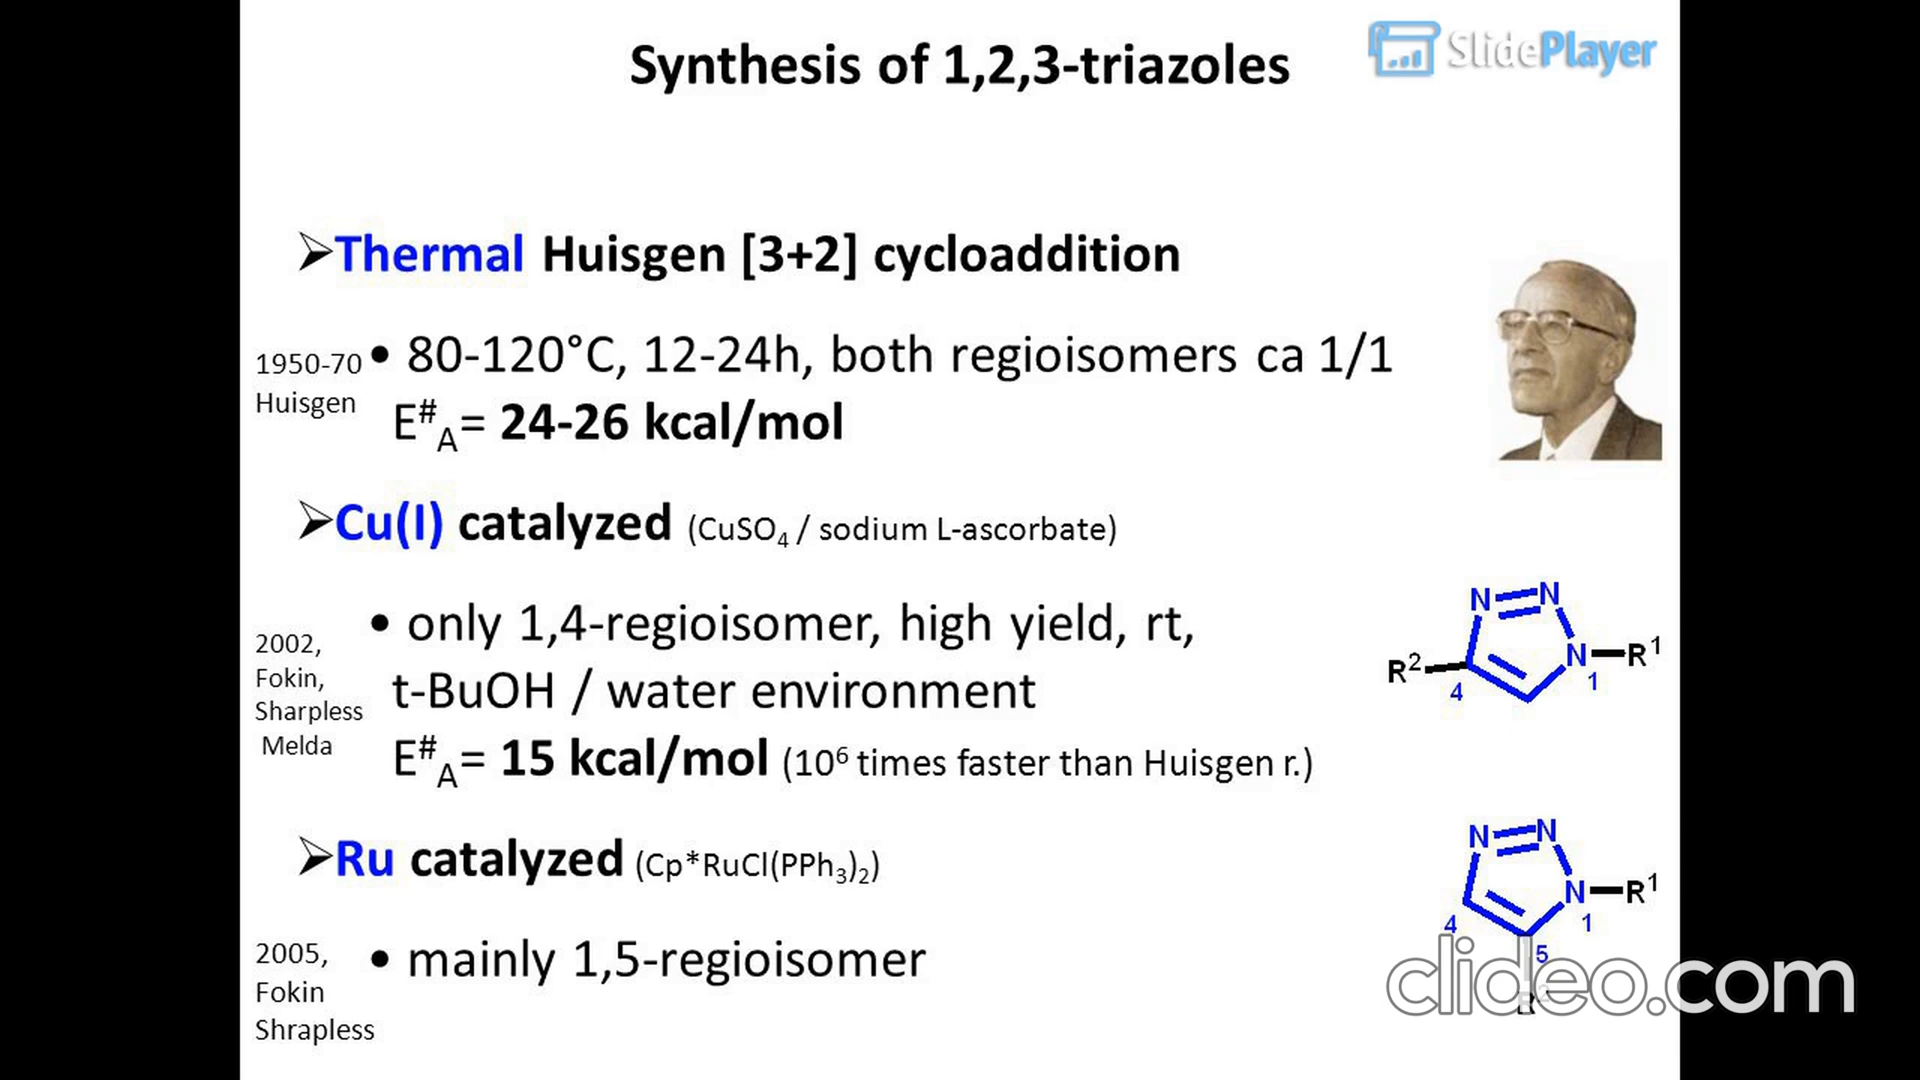 Synthesis of 1,2,3-triazoles
SlidePlayer
➢Thermal Huisgen [3+2] cycloaddition
1950-70
Huisgen
• 80-120°C, 12-24h, both regioisomers ca 1/1
E#A= 24-26 kcal/mol
➢Cu(I) catalyzed (CuSO4 / sodium L-ascorbate)
2002,
Fokin,
Sharpless
Melda
• only 1,4-regioisomer, high yield, rt,
t-BuOH / water environment
E#A= 15 kcal/mol (10⁶ times faster than Huisgen r.)
N N
R² N R¹
4 1
➢Ru catalyzed (Cp*RuCl(PPh3)2)
2005,
Fokin
Shrapless
• mainly 1,5-regioisomer
N N
N R¹
4 1
5
R²
clideo.com